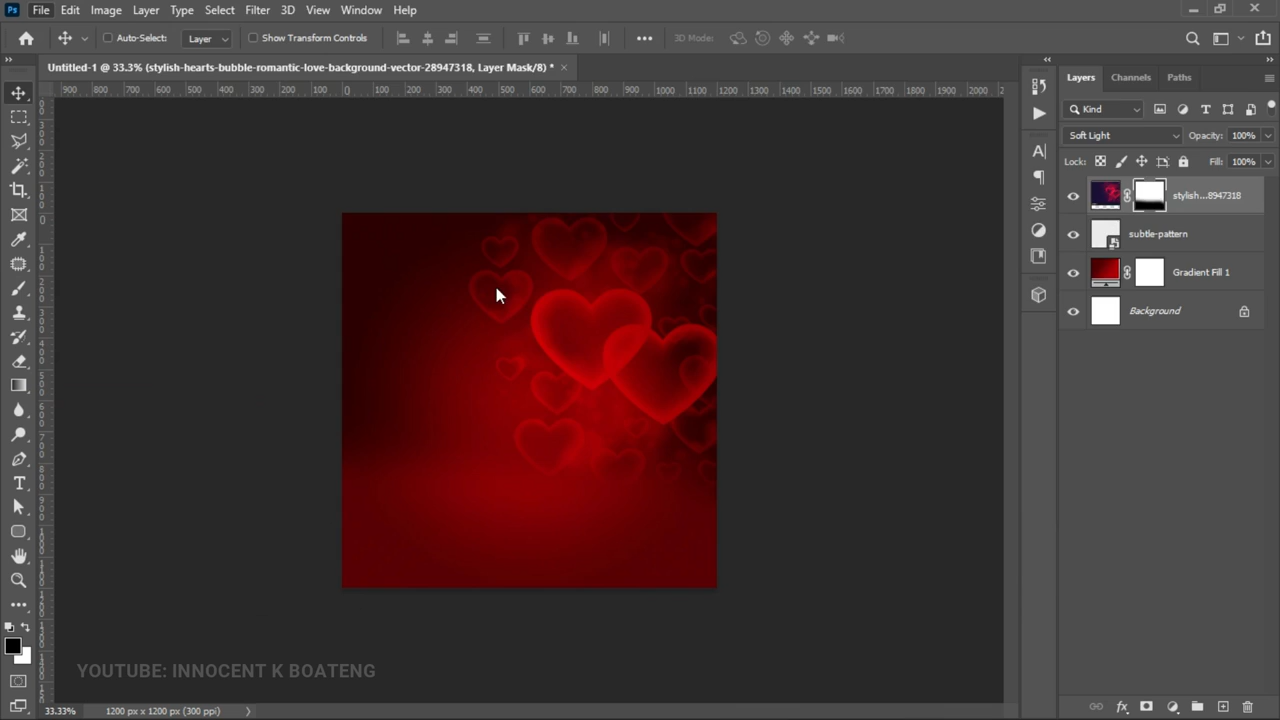 Ps File Edit Image Layer Type Select Filter 3D View Window Help
Auto-Select: Layer Show Transform Controls ••• 3D Mode:
Untitled-1 @ 33.3% (stylish-hearts-bubble-romantic-love-background-vector-28947318, Layer Mask/8) * ×
900 800 700 600 500 400 300 200 100 0 100 200 300 400 500 600 700 800 900 1000 1100 1200 1300 1400 1500 1600 1700 1800 1900 2000
Layers Channels Paths
Kind
Soft Light Opacity: 100%
Lock: Fill: 100%
stylish...8947318
subtle-pattern
Gradient Fill 1
Background
YOUTUBE: INNOCENT K BOATENG
33.33% 1200 px x 1200 px (300 ppi)